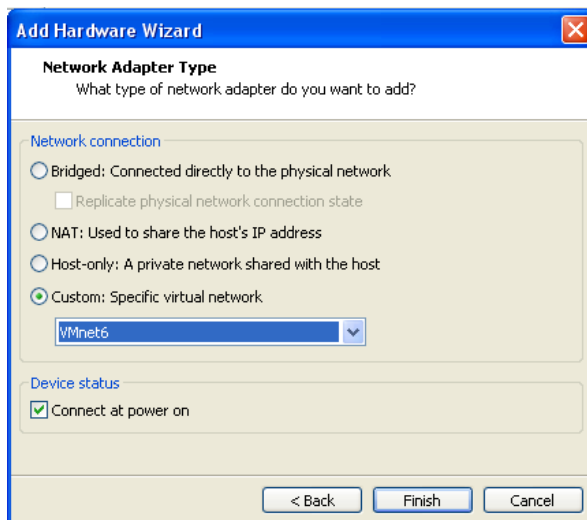 Add Hardware Wizard
Network Adapter Type
What type of network adapter do you want to add?
Network connection
Bridged: Connected directly to the physical network
Replicate physical network connection state
NAT: Used to share the host's IP address
Host-only: A private network shared with the host
Custom: Specific virtual network
VMnet6
Device status
Connect at power on
< Back Finish Cancel